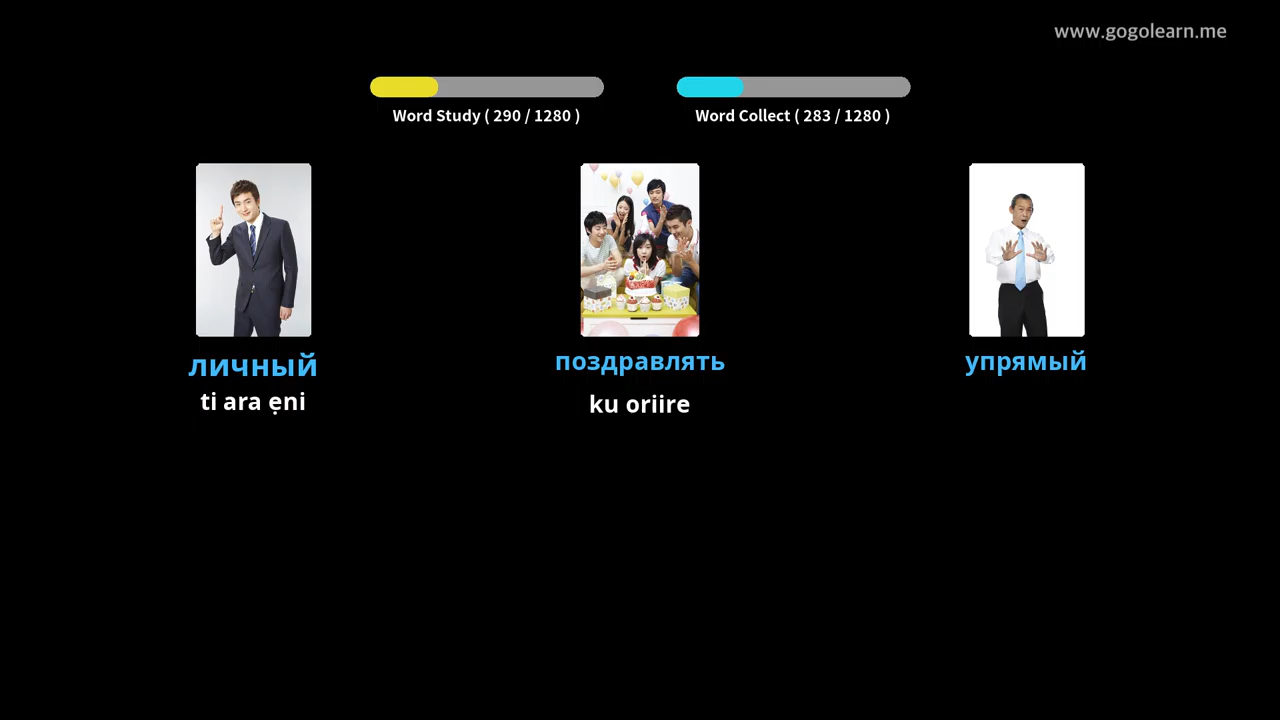 www.gogolearn.me
Word Study ( 290 / 1280 )
Word Collect ( 283 / 1280 )
личный
ti ara ẹni
поздравлять
ku oriire
упрямый